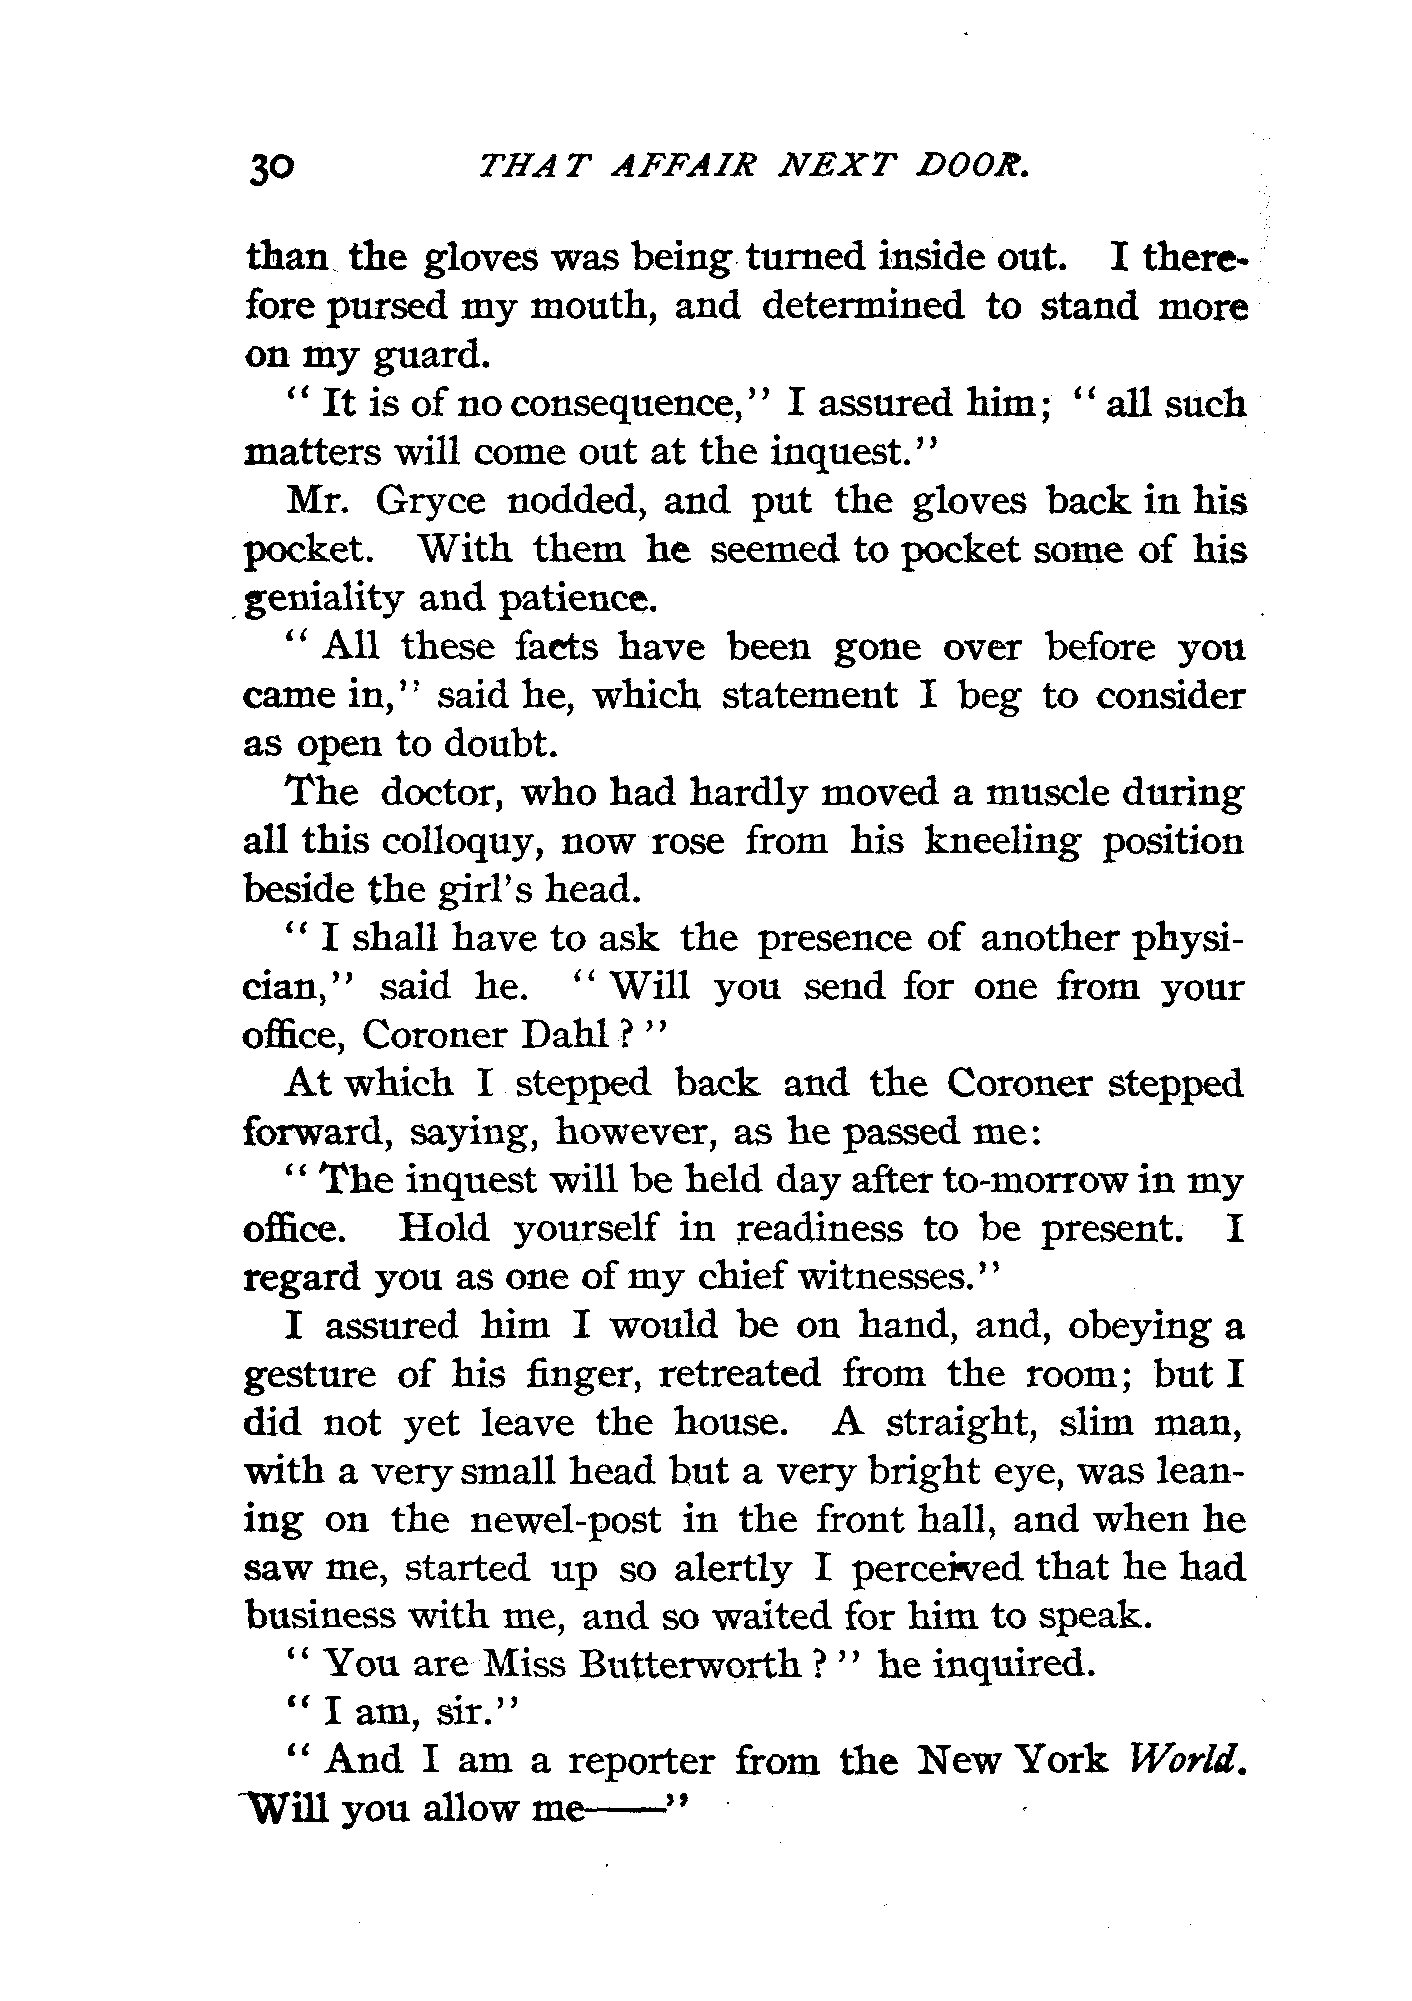 30 THAT AFFAIR NEXT DOOR.
than the gloves was being turned inside out. I there-
fore pursed my mouth, and determined to stand more
on my guard.
"It is of no consequence," I assured him; "all such
matters will come out at the inquest."
Mr. Gryce nodded, and put the gloves back in his
pocket. With them he seemed to pocket some of his
geniality and patience.
"All these facts have been gone over before you
came in," said he, which statement I beg to consider
as open to doubt.
The doctor, who had hardly moved a muscle during
all this colloquy, now rose from his kneeling position
beside the girl's head.
"I shall have to ask the presence of another physi-
cian," said he. "Will you send for one from your
office, Coroner Dahl?"
At which I stepped back and the Coroner stepped
forward, saying, however, as he passed me:
"The inquest will be held day after to-morrow in my
office. Hold yourself in readiness to be present. I
regard you as one of my chief witnesses."
I assured him I would be on hand, and, obeying a
gesture of his finger, retreated from the room; but I
did not yet leave the house. A straight, slim man,
with a very small head but a very bright eye, was lean-
ing on the newel-post in the front hall, and when he
saw me, started up so alertly I perceived that he had
business with me, and so waited for him to speak.
"You are Miss Butterworth?" he inquired.
"I am, sir."
"And I am a reporter from the New York World.
Will you allow me——"